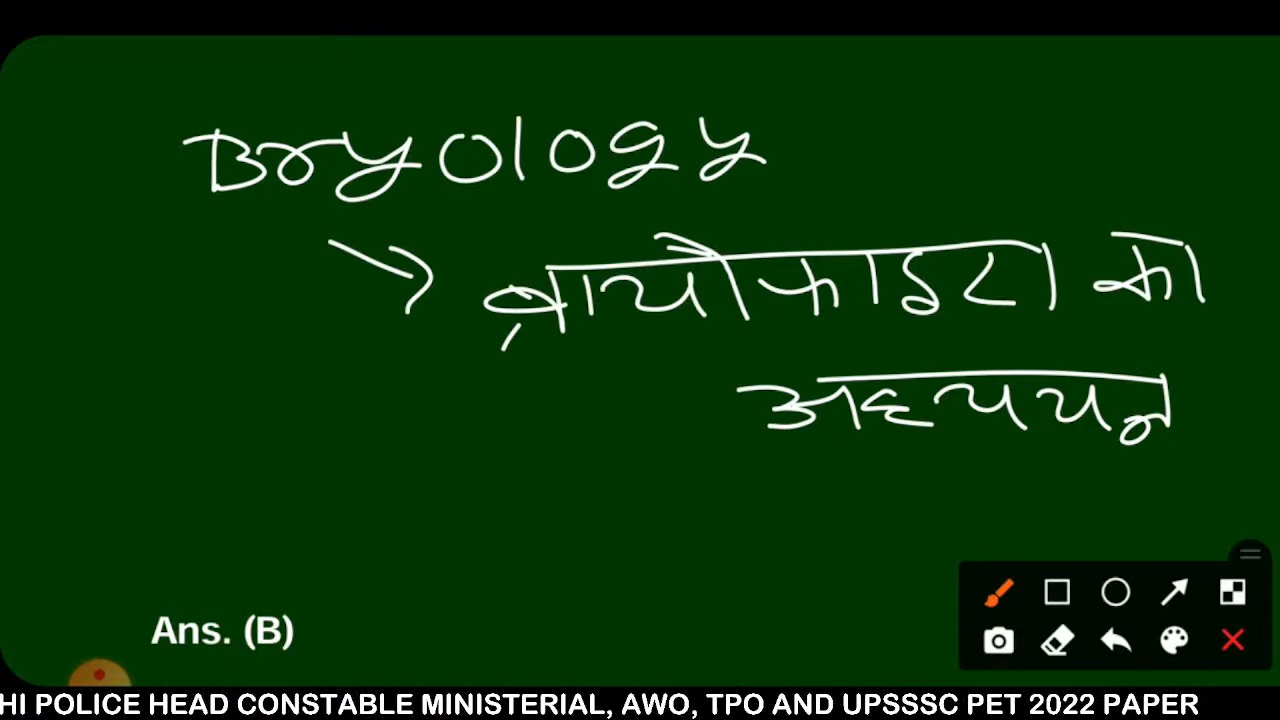 Bryology
→ ब्रायोफाइटा का
अध्ययन
Ans. (B)
HI POLICE HEAD CONSTABLE MINISTERIAL, AWO, TPO AND UPSSSC PET 2022 PAPER